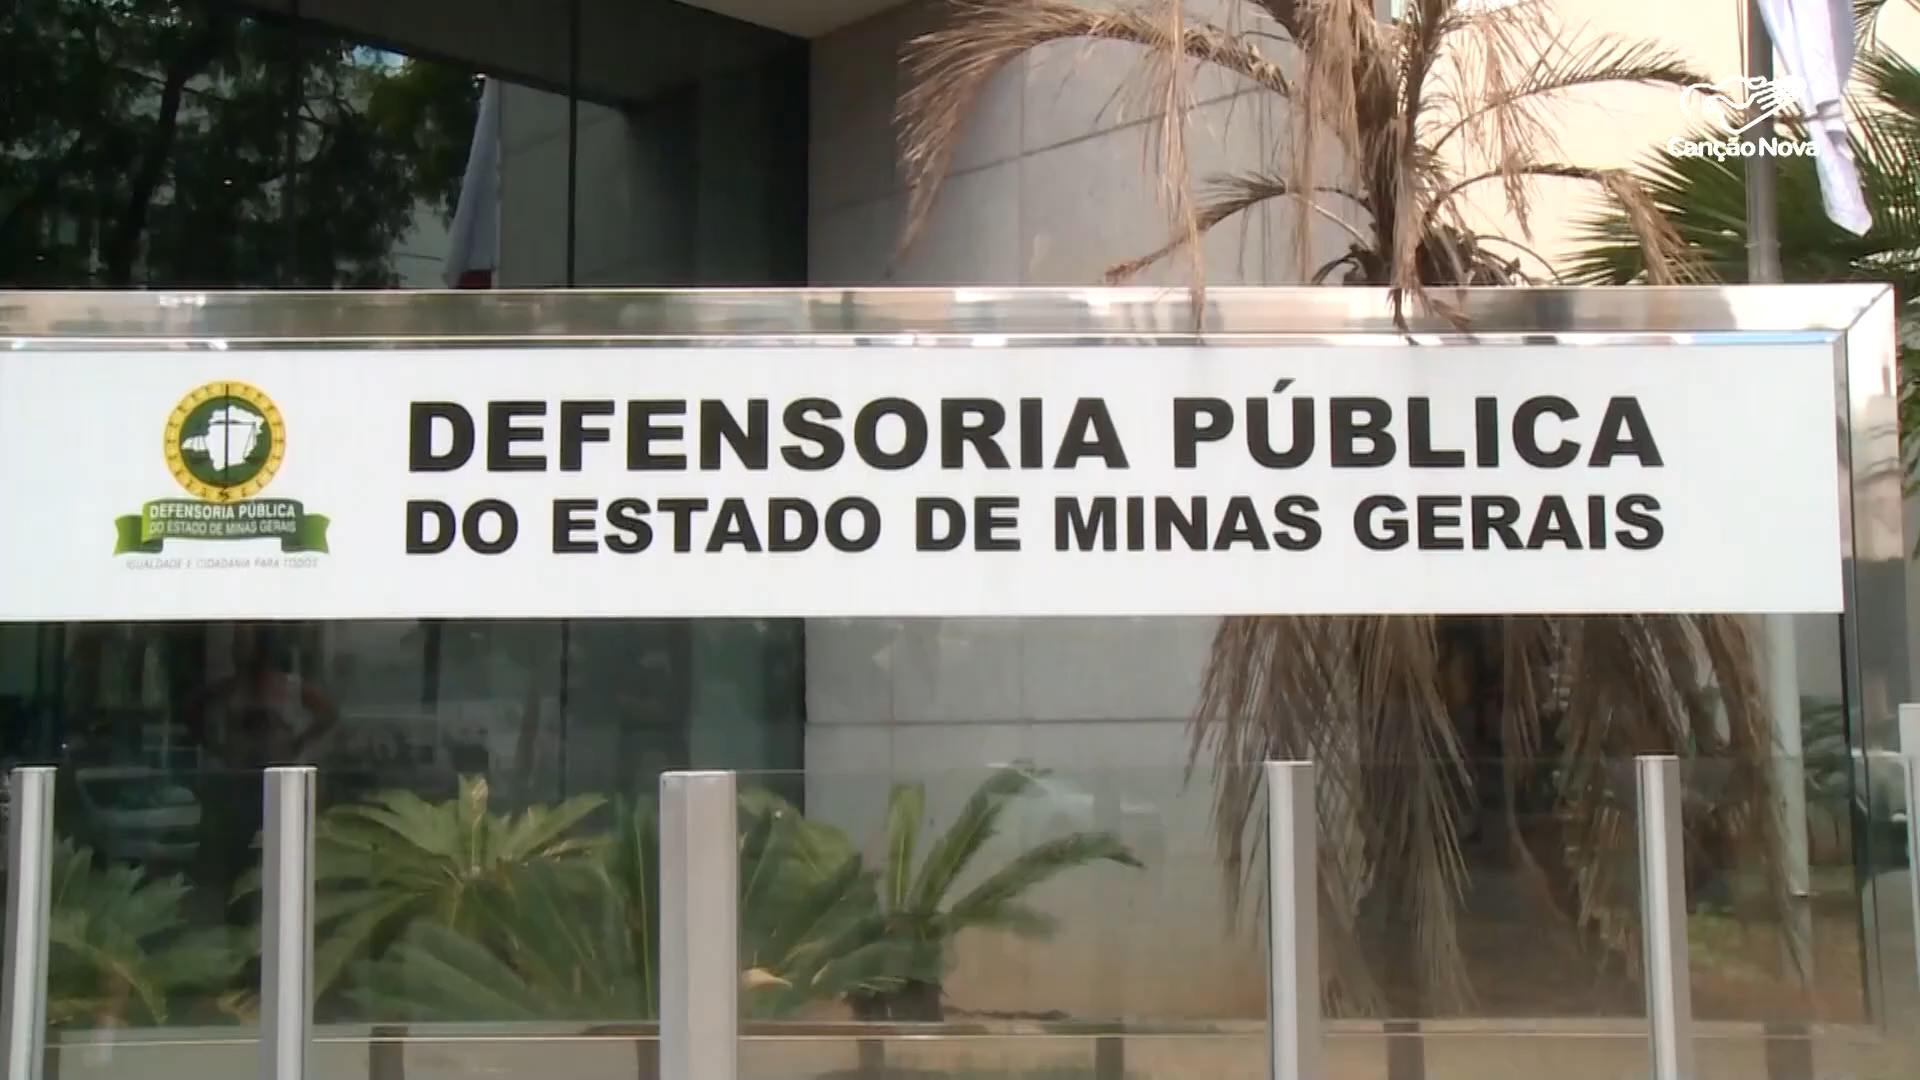 Canção Nova
DEFENSORIA PÚBLICA
DO ESTADO DE MINAS GERAIS
DEFENSORIA PÚBLICA
DO ESTADO DE MINAS GERAIS
IGUALDADE E CIDADANIA PARA TODOS